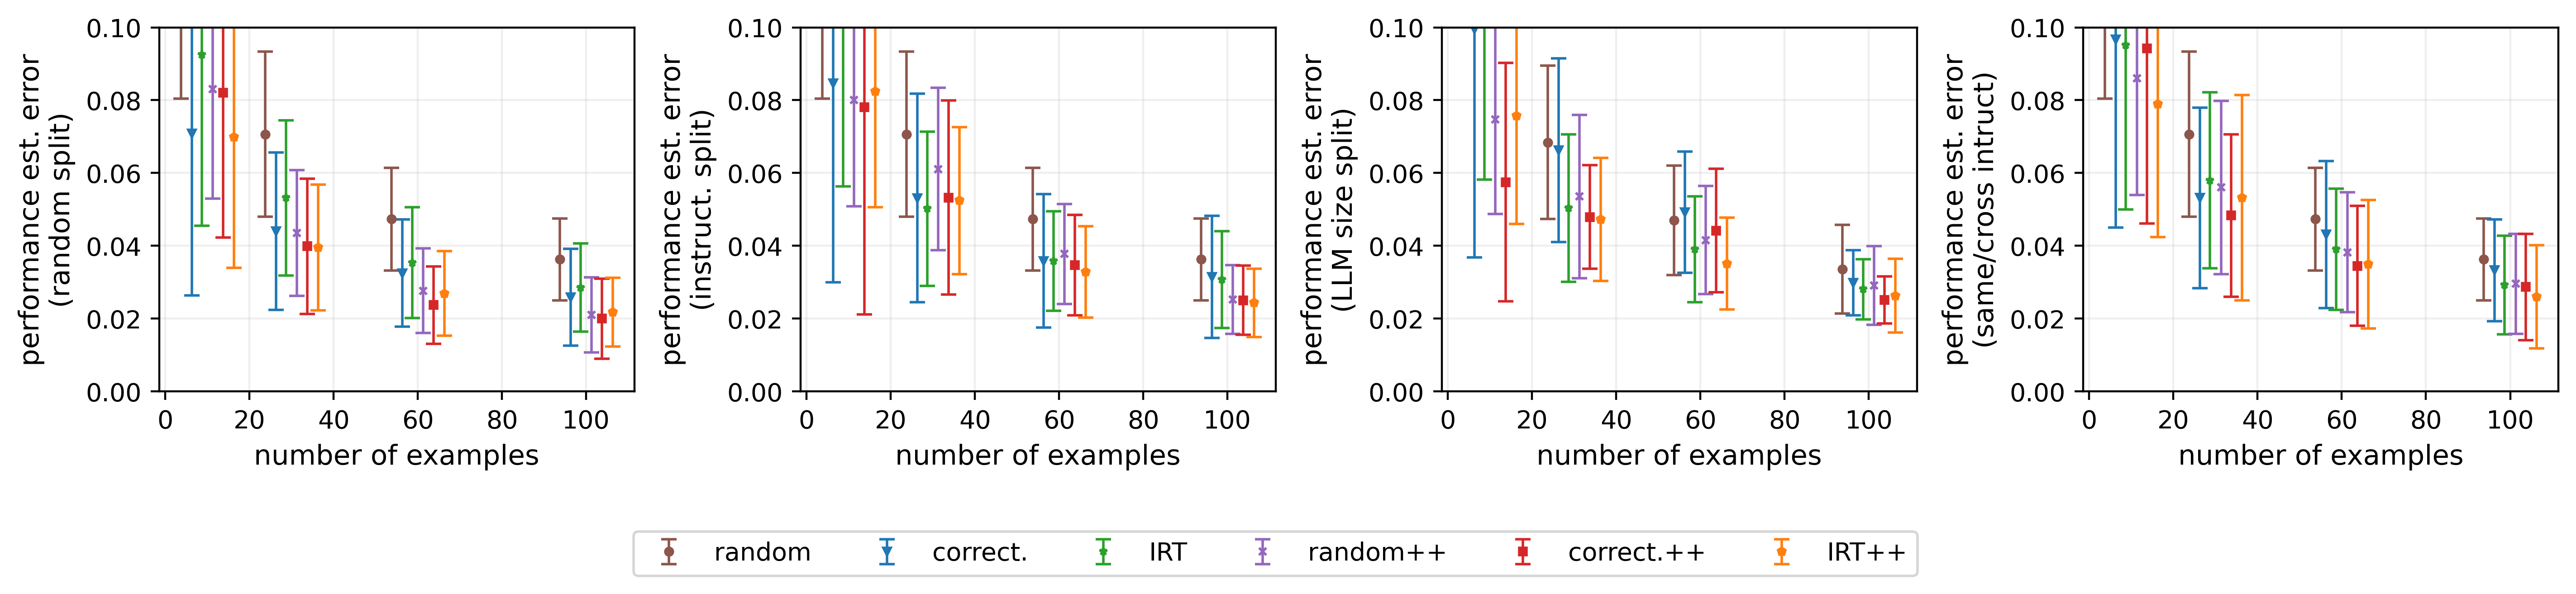 performance est. error
(random split)
0.10
0.08
0.06
0.04
0.02
0.00
0 20 40 60 80 100
number of examples
performance est. error
(instruct. split)
0.10
0.08
0.06
0.04
0.02
0.00
0 20 40 60 80 100
number of examples
performance est. error
(LLM size split)
0.10
0.08
0.06
0.04
0.02
0.00
0 20 40 60 80 100
number of examples
performance est. error
(same/cross intruct)
0.10
0.08
0.06
0.04
0.02
0.00
0 20 40 60 80 100
number of examples
random correct. IRT random++ correct.++ IRT++